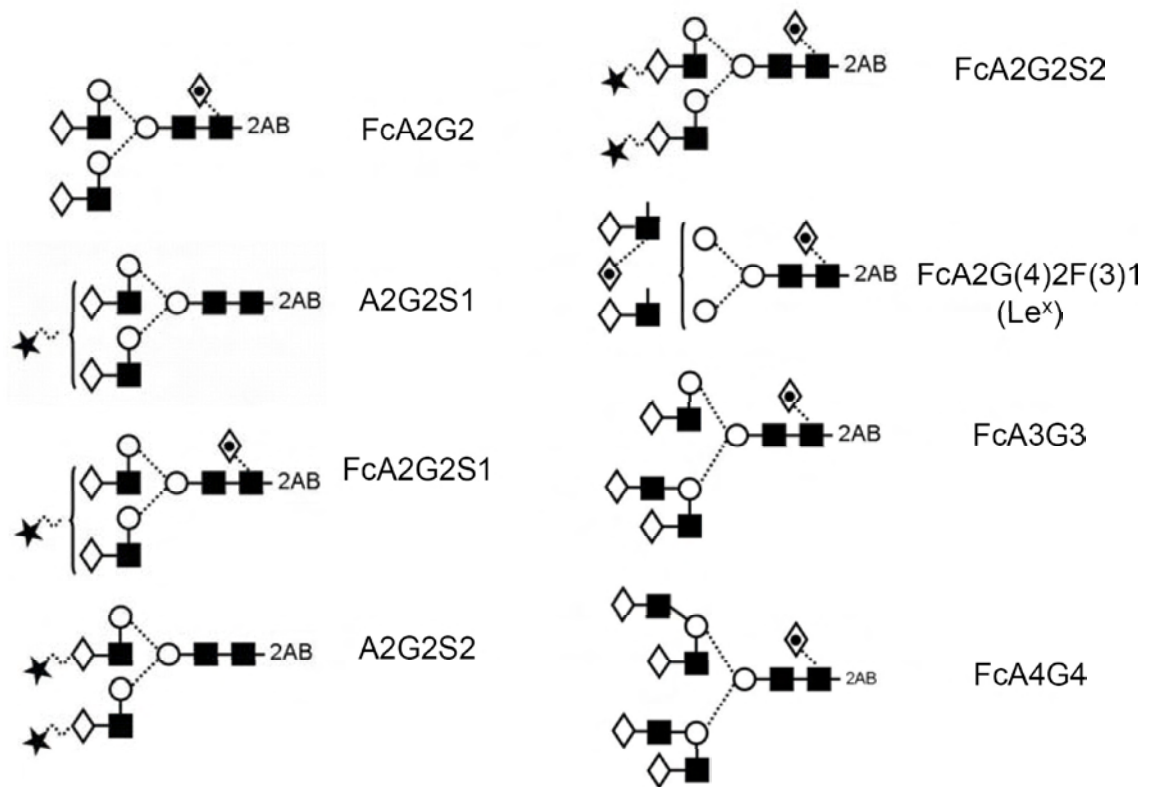 2AB
FcA2G2
2AB
A2G2S1
2AB
FcA2G2S1
2AB
A2G2S2
2AB
FcA2G2S2
2AB
FcA2G(4)2F(3)1
(Leˣ)
2AB
FcA3G3
2AB
FcA4G4